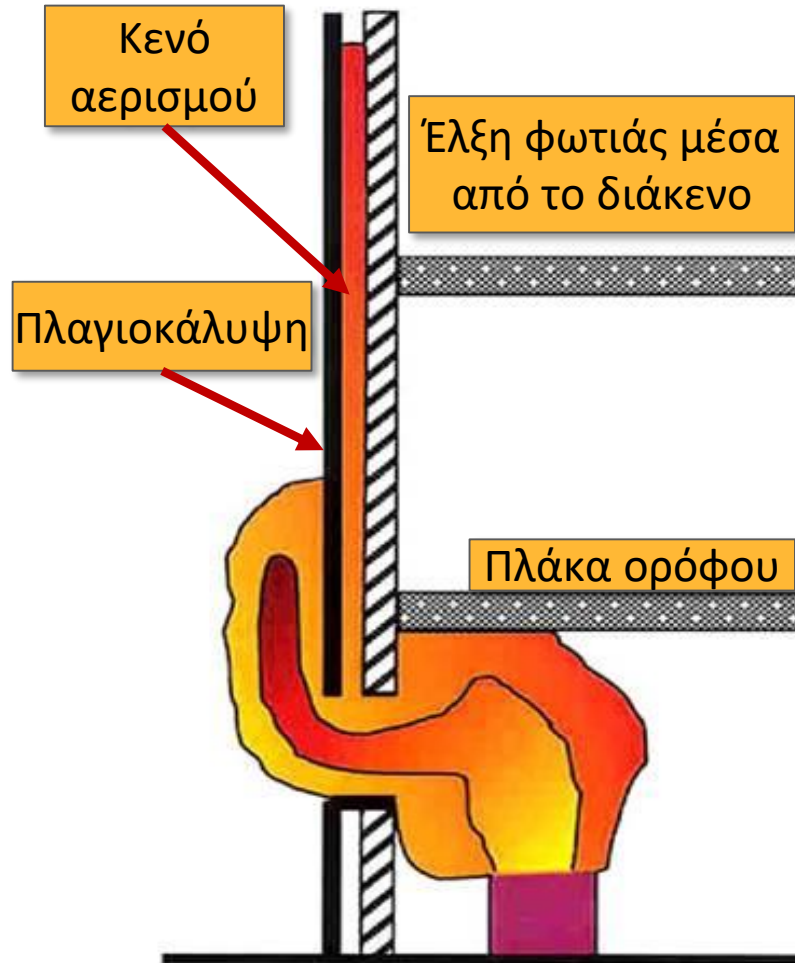 Κενό
αερισμού
Έλξη φωτιάς μέσα
από το διάκενο
Πλαγιοκάλυψη
Πλάκα ορόφου